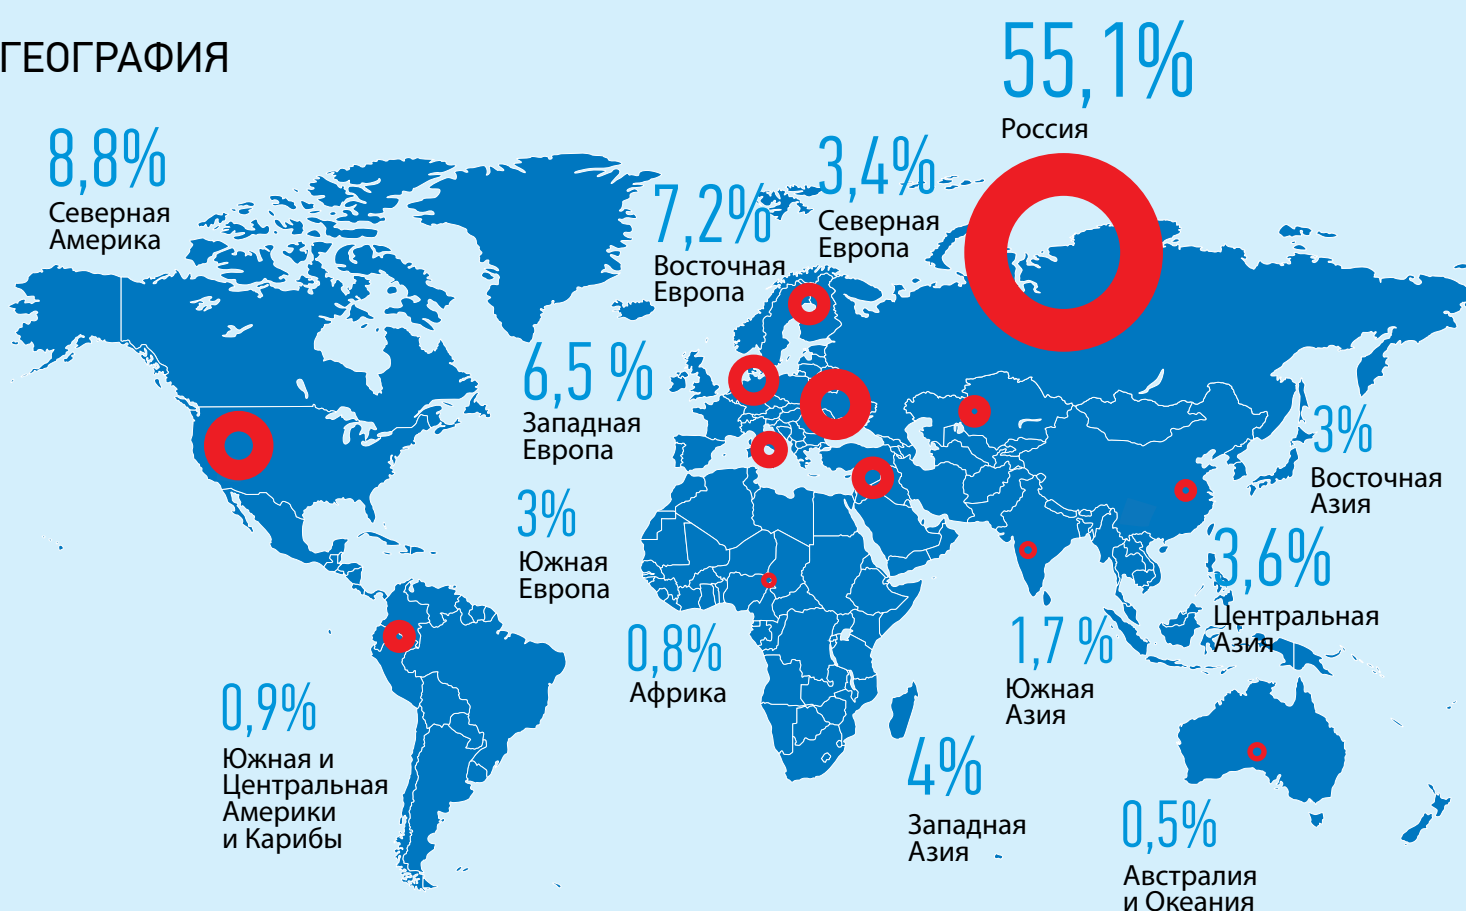 ГЕОГРАФИЯ
55,1%
Россия
8,8%
Северная
Америка
7,2%
Восточная
Европа
3,4%
Северная
Европа
6,5 %
Западная
Европа
3%
Южная
Европа
3%
Восточная
Азия
3,6%
Центральная
Азия
0,8%
Африка
1,7 %
Южная
Азия
0,9%
Южная и
Центральная
Америки
и Карибы
4%
Западная
Азия
0,5%
Австралия
и Океания